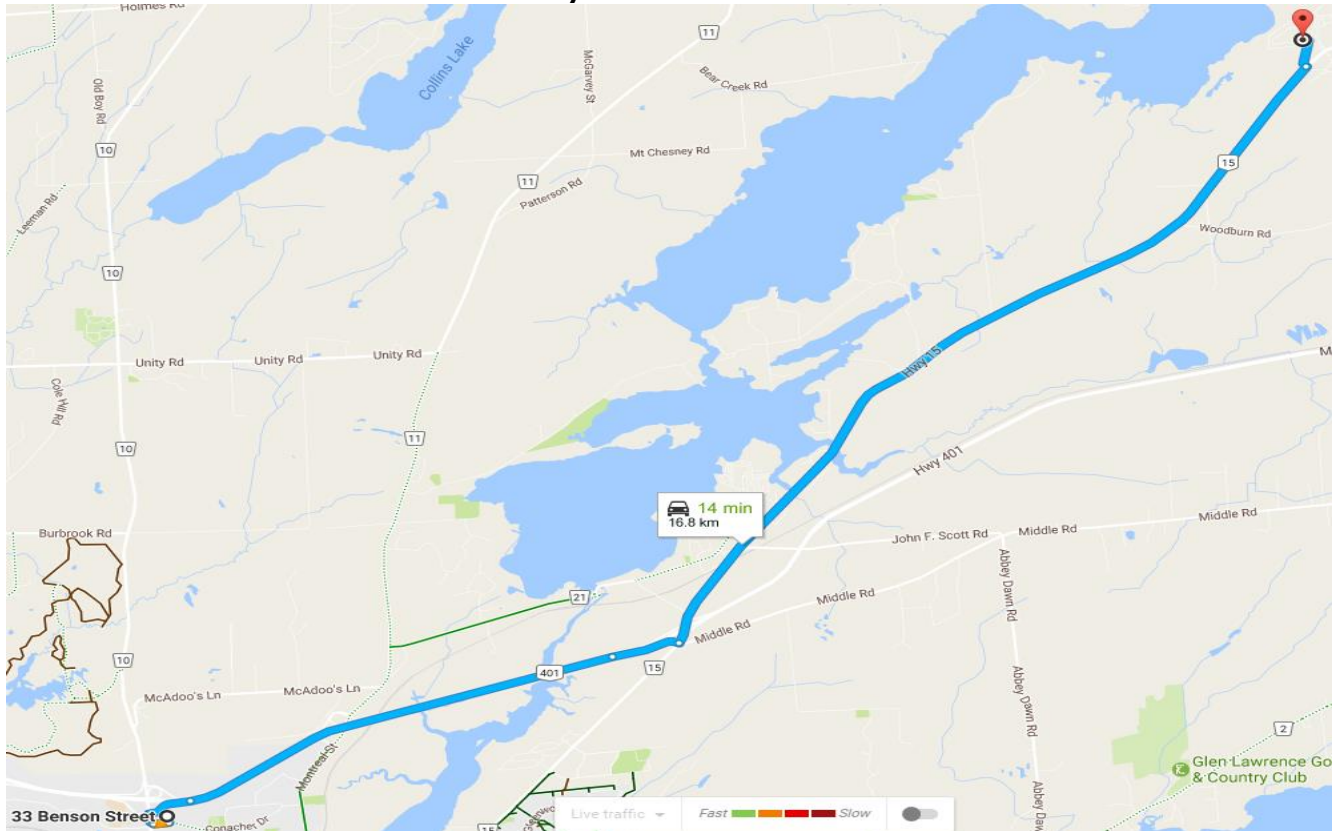 Holmes Rd
11
McGarvey St
Collins Lake
Bear Creek Rd
Old Boy Rd
10
Mt Chesney Rd
15
11
Patterson Rd
Leeman Rd
Woodburn Rd
10
Unity Rd
Unity Rd
Unity Rd
Hwy 15
Cole Hill Rd
11
10
Hwy 401
14 min
16.8 km
Burbrook Rd
John F. Scott Rd
Middle Rd
Middle Rd
Abbey Dawn Rd
21
Middle Rd
Middle Rd
10
15
401
McAdoo's Ln
McAdoo's Ln
Abbey Dawn Rd
2
Montreal St
Glen Lawrence Go
& Country Club
Abbey Daw
33 Benson Street
Conacher Dr
15
Live traffic
Fast
Slow